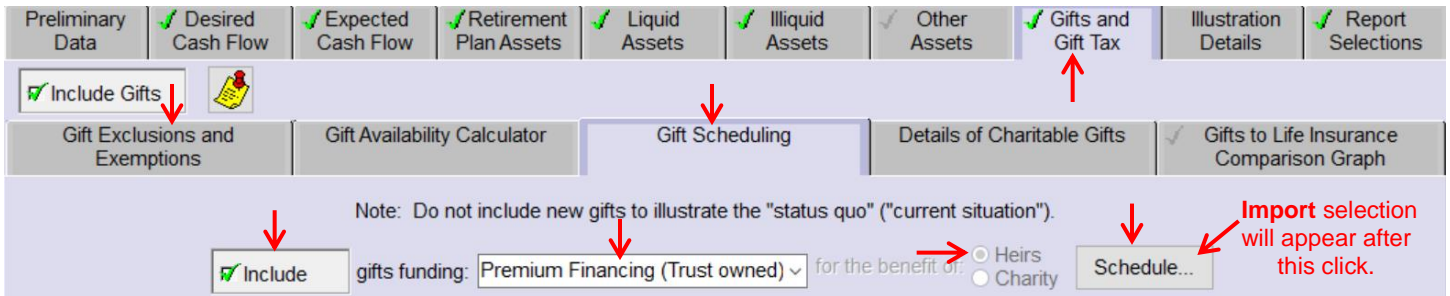 Preliminary Data
Desired Cash Flow
Expected Cash Flow
Retirement Plan Assets
Liquid Assets
Illiquid Assets
Other Assets
Gifts and Gift Tax
Illustration Details
Report Selections
Include Gifts
Gift Exclusions and Exemptions
Gift Availability Calculator
Gift Scheduling
Details of Charitable Gifts
Gifts to Life Insurance Comparison Graph
Note: Do not include new gifts to illustrate the "status quo" ("current situation").
Include
gifts funding:
Premium Financing (Trust owned)
for the benefit of:
Heirs
Charity
Schedule...
Import selection
will appear after
this click.